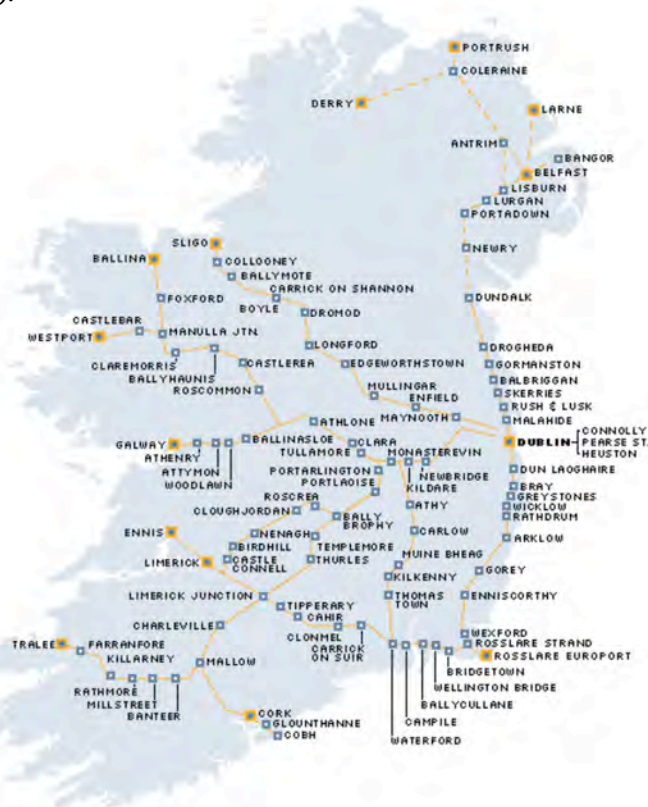 PORTRUSH
COLERAINE
DERRY
LARNE
ANTRIM
BANGOR
BELFAST
LISBURN
LURGAN
PORTADOWN
SLIGO
NEWRY
BALLINA
COLLOONEY
BALLYMOTE
CARRICK ON SHANNON
FOXFORD
BOYLE
DROMOD
DUNDALK
CASTLEBAR
WESTPORT
MANULLA JTN.
LONGFORD
DROGHEDA
CLAREMORRIS
CASTLEREA
EDGEWORTHSTOWN
GORMANSTON
BALLYHAUNIS
BALBRIGGAN
ROSCOMMON
MULLINGAR
SKERRIES
ENFIELD
RUSH & LUSK
MAYNOOTH
MALAHIDE
ATHLONE
CONNOLLY
GALWAY
BALLINASLOE
CLARA
DUBLIN
PEARSE ST.
ATHENRY
TULLAMORE
MONASTEREVIN
HEUSTON
ATTYMON
PORTARLINGTON
NEWBRIDGE
DUN LAOGHAIRE
WOODLAWN
PORTLAOISE
KILDARE
BRAY
ROSCREA
GREYSTONES
CLOUGHJORDAN
ATHY
WICKLOW
BALLY
BROPHY
RATHDRUM
ENNIS
NENAGH
CARLOW
ARKLOW
BIRDHILL
TEMPLEMORE
LIMERICK
CASTLE
CONNELL
THURLES
MUINE BHEAG
GOREY
KILKENNY
LIMERICK JUNCTION
THOMAS
TOWN
ENNISCORTHY
TIPPERARY
CHARLEVILLE
CAHIR
CLONMEL
WEXFORD
TRALEE
FARRANFORE
CARRICK
ON SUIR
ROSSLARE STRAND
KILLARNEY
MALLOW
ROSSLARE EUROPORT
BRIDGETOWN
RATHMORE
WELLINGTON BRIDGE
MILLSTREET
BALLYCULLANE
BANTEER
CORK
CAMPILE
GLOUNTHANNE
WATERFORD
COBH